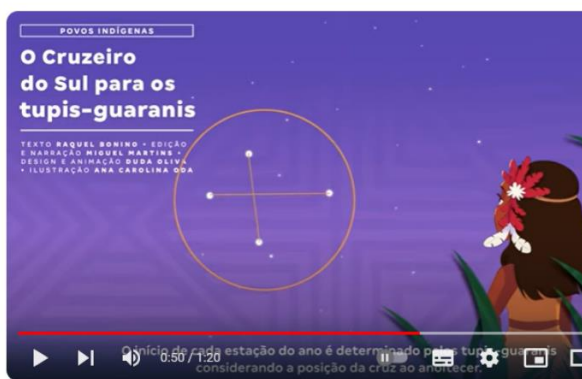 POVOS INDÍGENAS
O Cruzeiro
do Sul para os
tupis-guaranis
TEXTO RAQUEL BONINO • EDIÇÃO
E NARRAÇÃO MIGUEL MARTINS •
DESIGN E ANIMAÇÃO DUDA OLIVA
• ILUSTRAÇÃO ANA CAROLINA ODA
O início de cada estação do ano é determinado pelos tupis-guaranis
considerando a posição da cruz ao anoitecer.
0:50 / 1:20